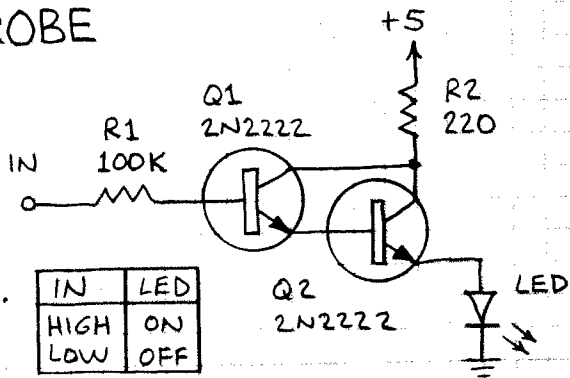 ROBE
+5
Q1
2N2222
R2
220
R1
100K
IN
LED
Q2
2N2222
IN LED
HIGH ON
LOW OFF